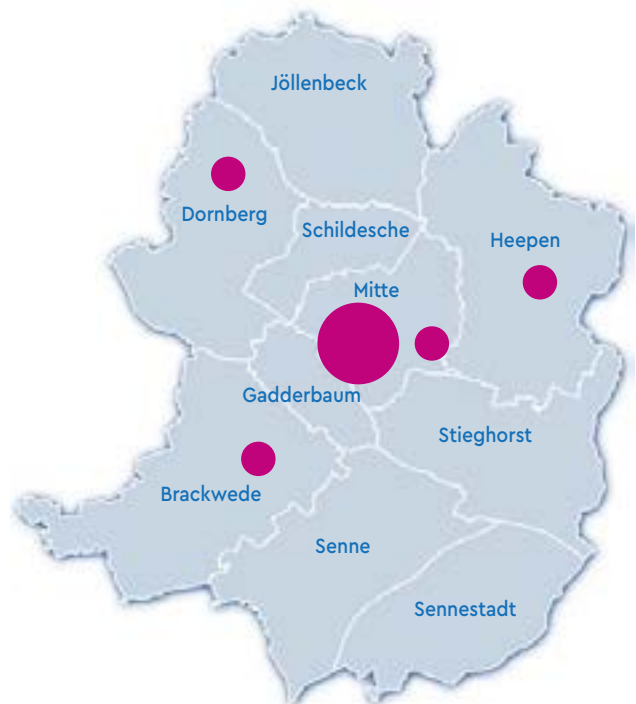 Jöllenbeck
Dornberg
Schildesche
Heepen
Mitte
Gadderbaum
Stieghorst
Brackwede
Senne
Sennestadt